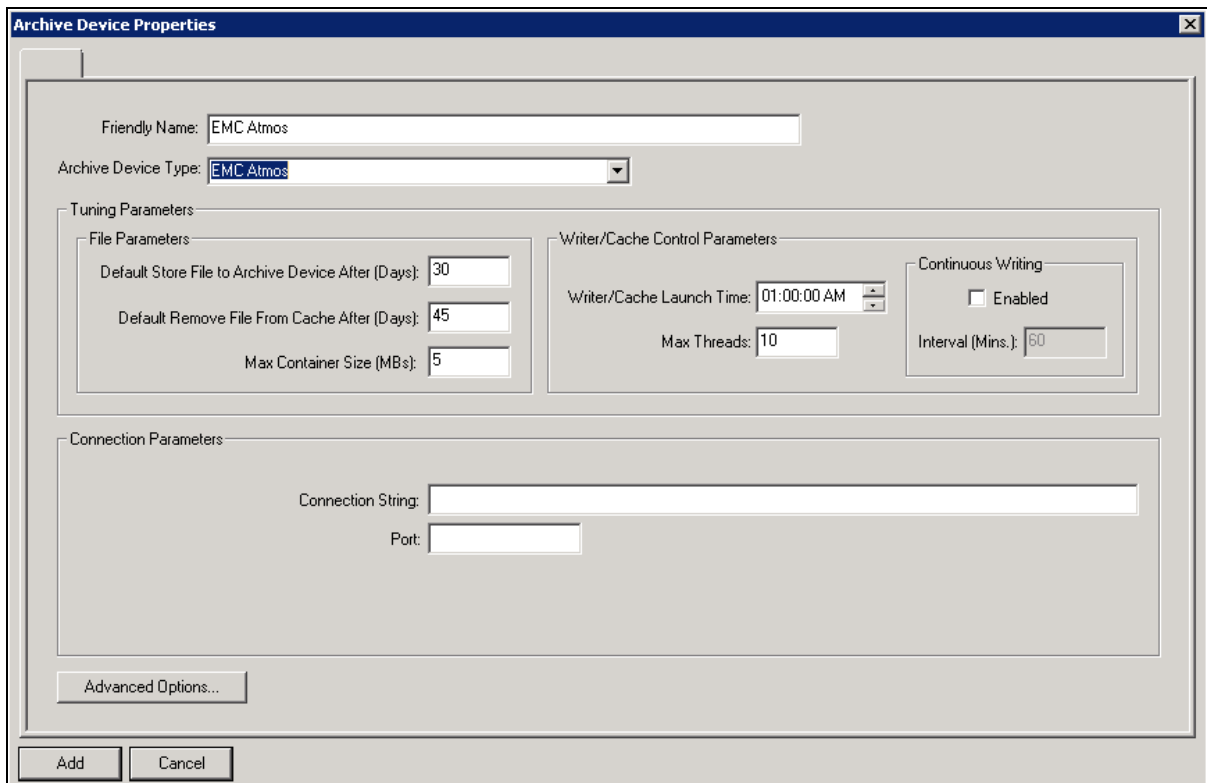 Archive Device Properties
Friendly Name: EMC Atmos
Archive Device Type: EMC Atmos
Tuning Parameters
File Parameters
Default Store File to Archive Device After (Days): 30
Default Remove File From Cache After (Days): 45
Max Container Size (MBs): 5
Writer/Cache Control Parameters
Writer/Cache Launch Time: 01:00:00 AM
Max Threads: 10
Continuous Writing
Enabled
Interval (Mins.): 60
Connection Parameters
Connection String:
Port:
Advanced Options...
Add Cancel